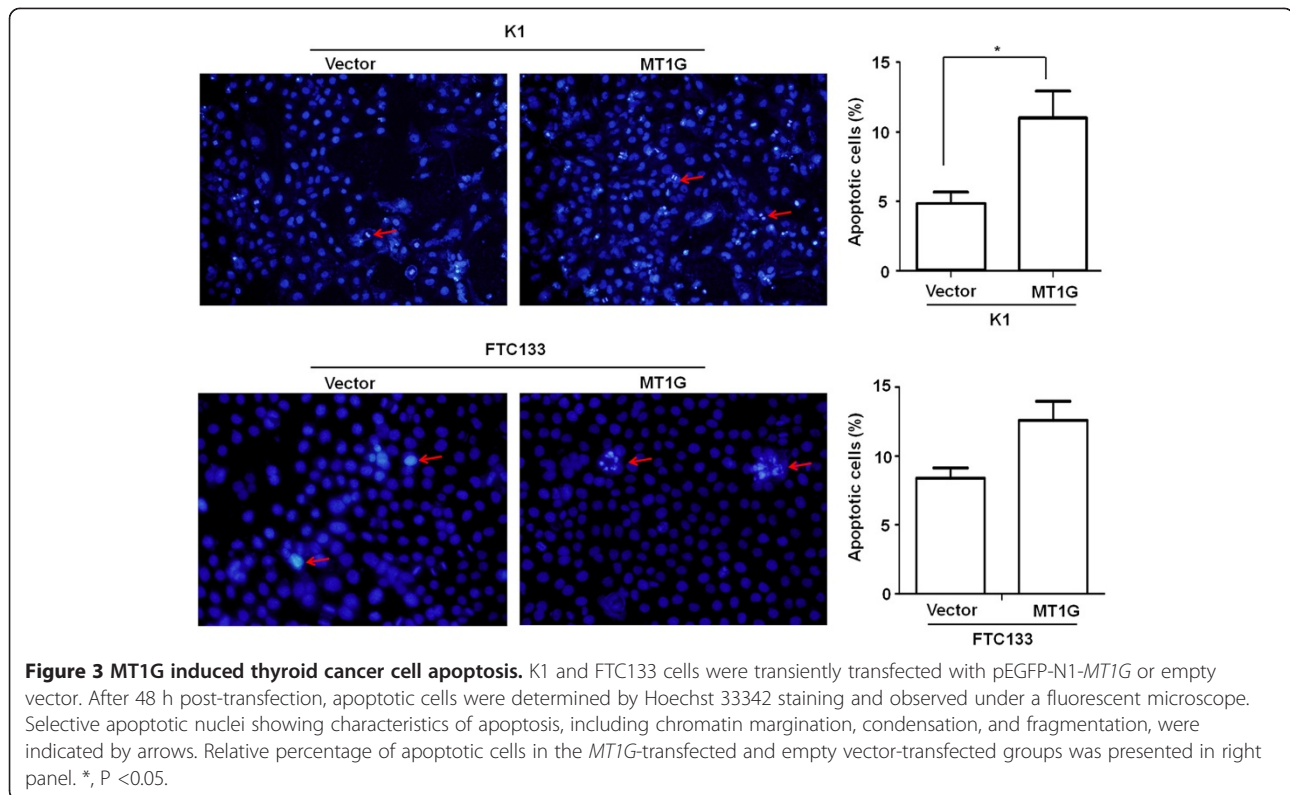 K1
Vector
MT1G
*
Apoptotic cells (%)
15
10
5
0
Vector
MT1G
K1
FTC133
Vector
MT1G
Apoptotic cells (%)
15
10
5
0
Vector
MT1G
FTC133
Figure 3 MT1G induced thyroid cancer cell apoptosis. K1 and FTC133 cells were transiently transfected with pEGFP-N1-MT1G or empty
vector. After 48 h post-transfection, apoptotic cells were determined by Hoechst 33342 staining and observed under a fluorescent microscope.
Selective apoptotic nuclei showing characteristics of apoptosis, including chromatin margination, condensation, and fragmentation, were
indicated by arrows. Relative percentage of apoptotic cells in the MT1G-transfected and empty vector-transfected groups was presented in right
panel. *, P <0.05.